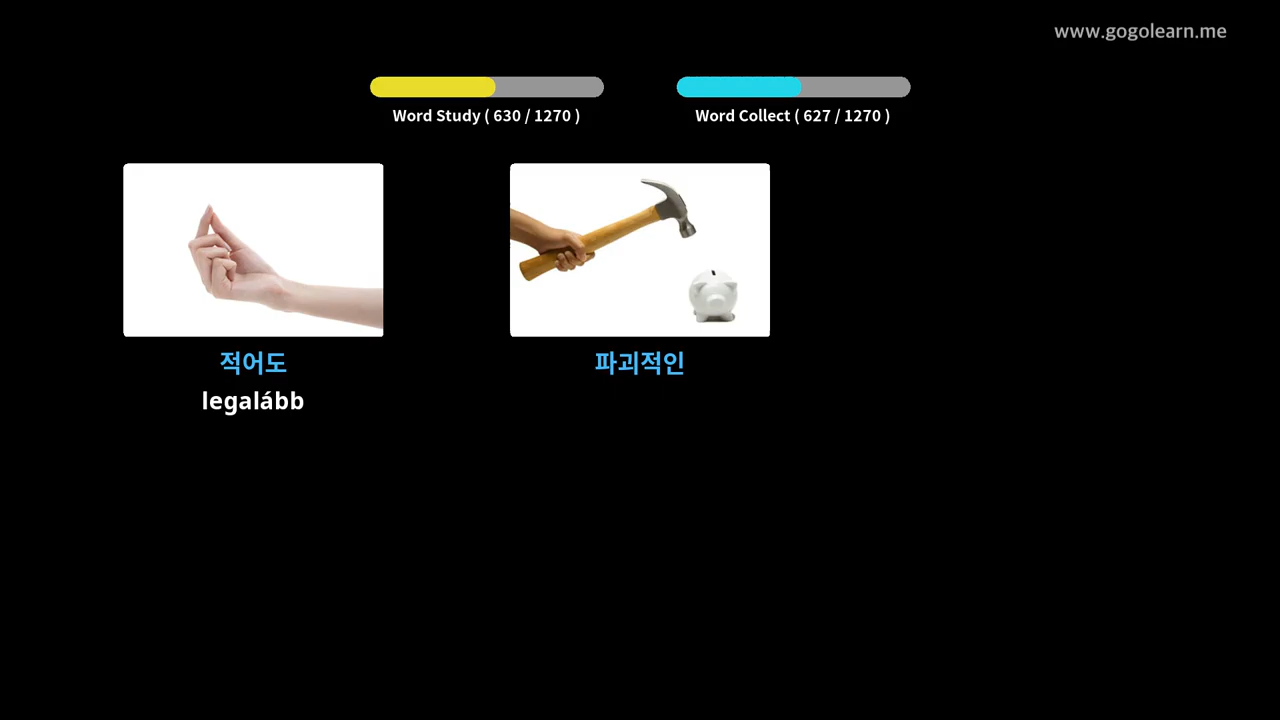 www.gogolearn.me
Word Study ( 630 / 1270 )
Word Collect ( 627 / 1270 )
적어도
legalább
파괴적인